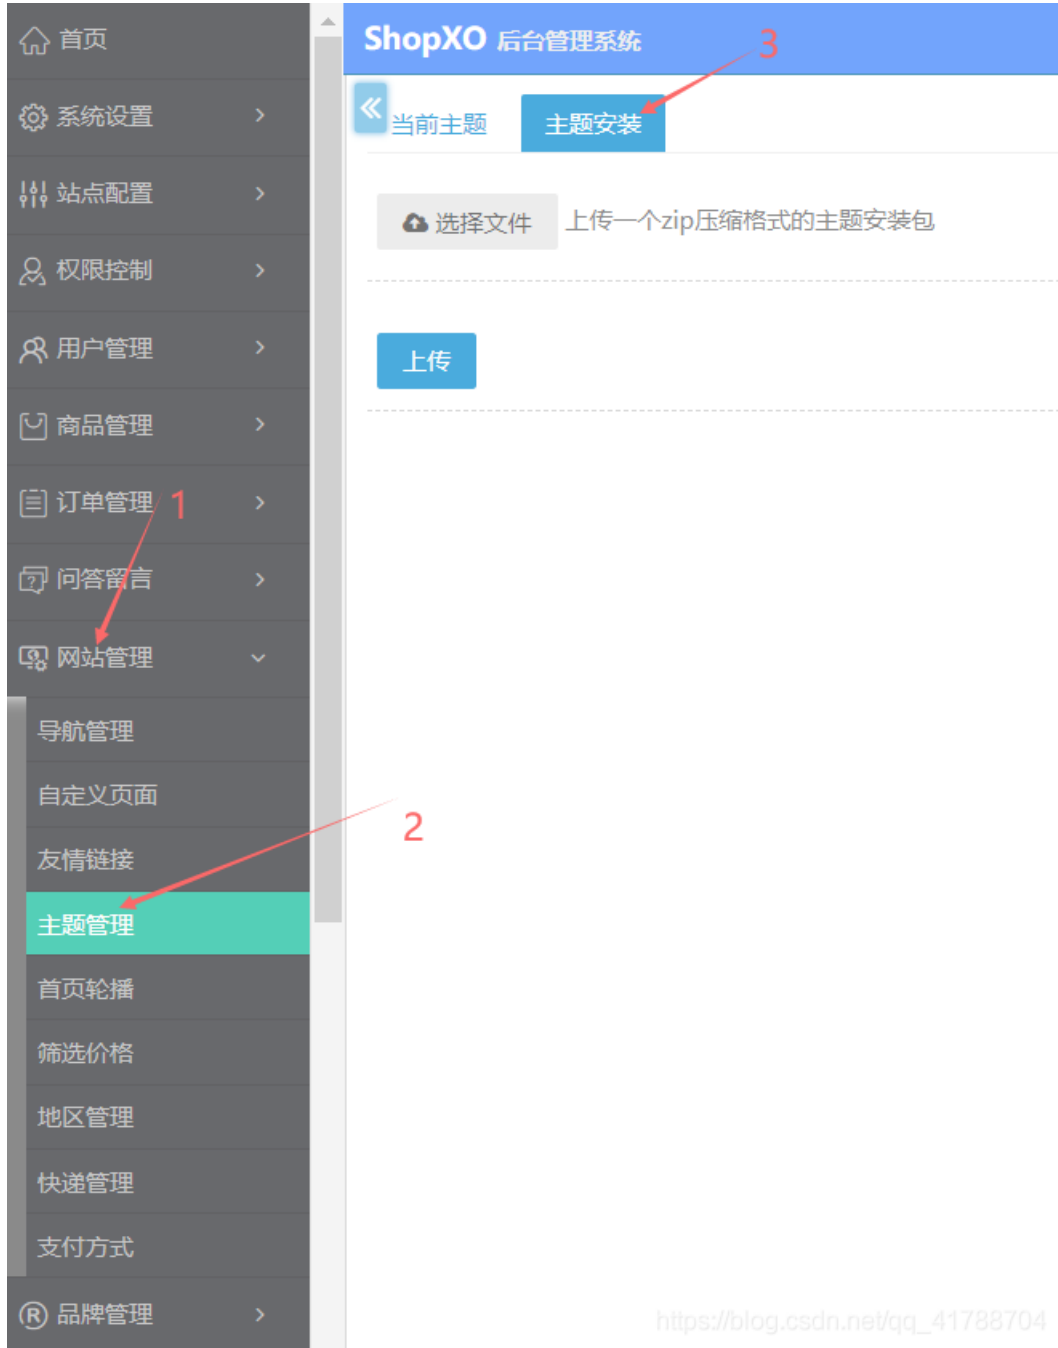 首页
系统设置
站点配置
权限控制
用户管理
商品管理
订单管理
1
问答留言
网站管理
导航管理
自定义页面
友情链接
主题管理
首页轮播
筛选价格
地区管理
快递管理
支付方式
品牌管理
ShopXO 后台管理系统
3
当前主题
主题安装
选择文件 上传一个zip压缩格式的主题安装包
上传
2
https://blog.csdn.net/qq_41788704